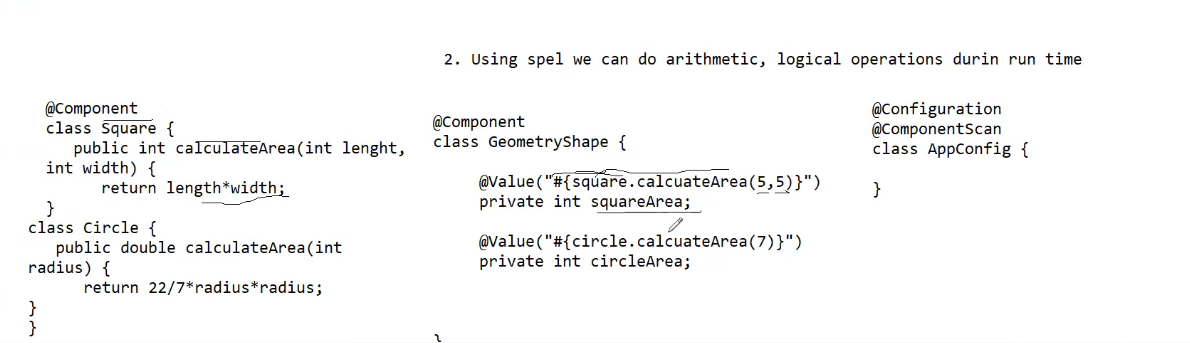 2. Using spel we can do arithmetic, logical operations durin run time
@Component
class Square {
public int calculateArea(int lenght,
int width) {
return length*width;
}
class Circle {
public double calculateArea(int
radius) {
return 22/7*radius*radius;
}
}
@Component
class GeometryShape {
@Value("#{square.calcuateArea(5,5)}")
private int squareArea;
@Value("#{circle.calcuateArea(7)}")
private int circleArea;
}
@Configuration
@ComponentScan
class AppConfig {
}